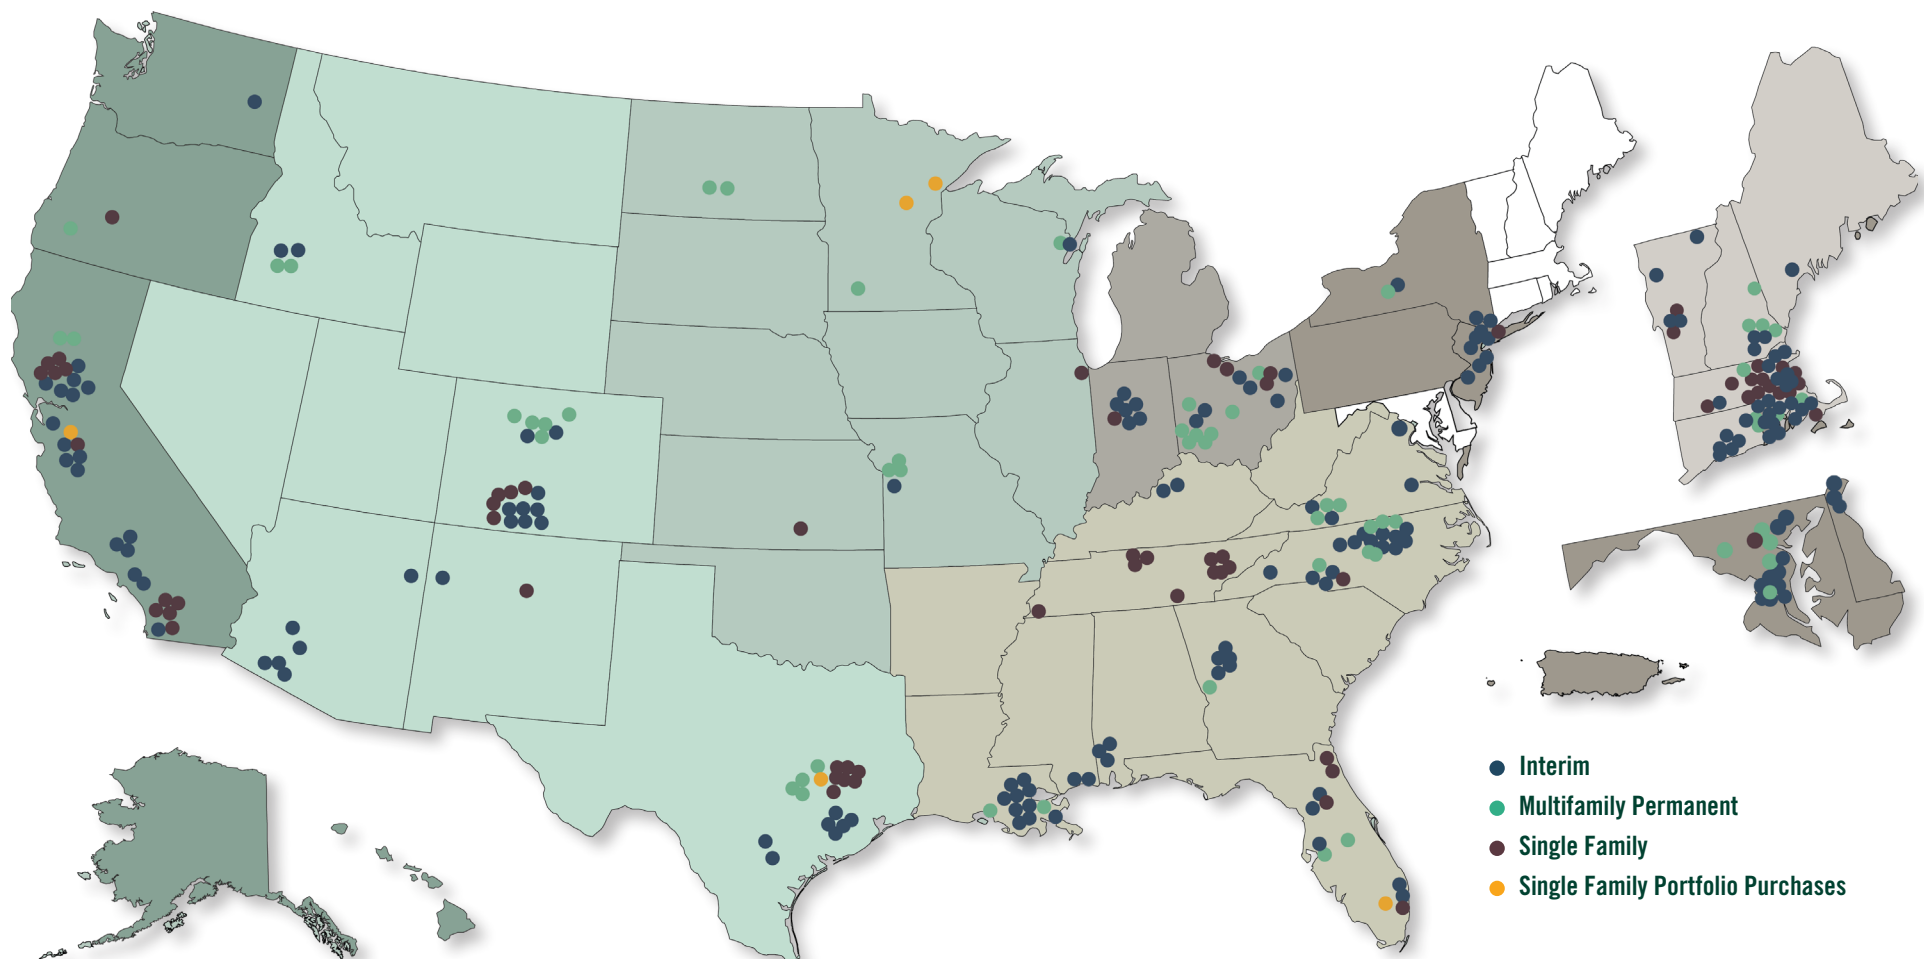 Interim
Multifamily Permanent
Single Family
Single Family Portfolio Purchases